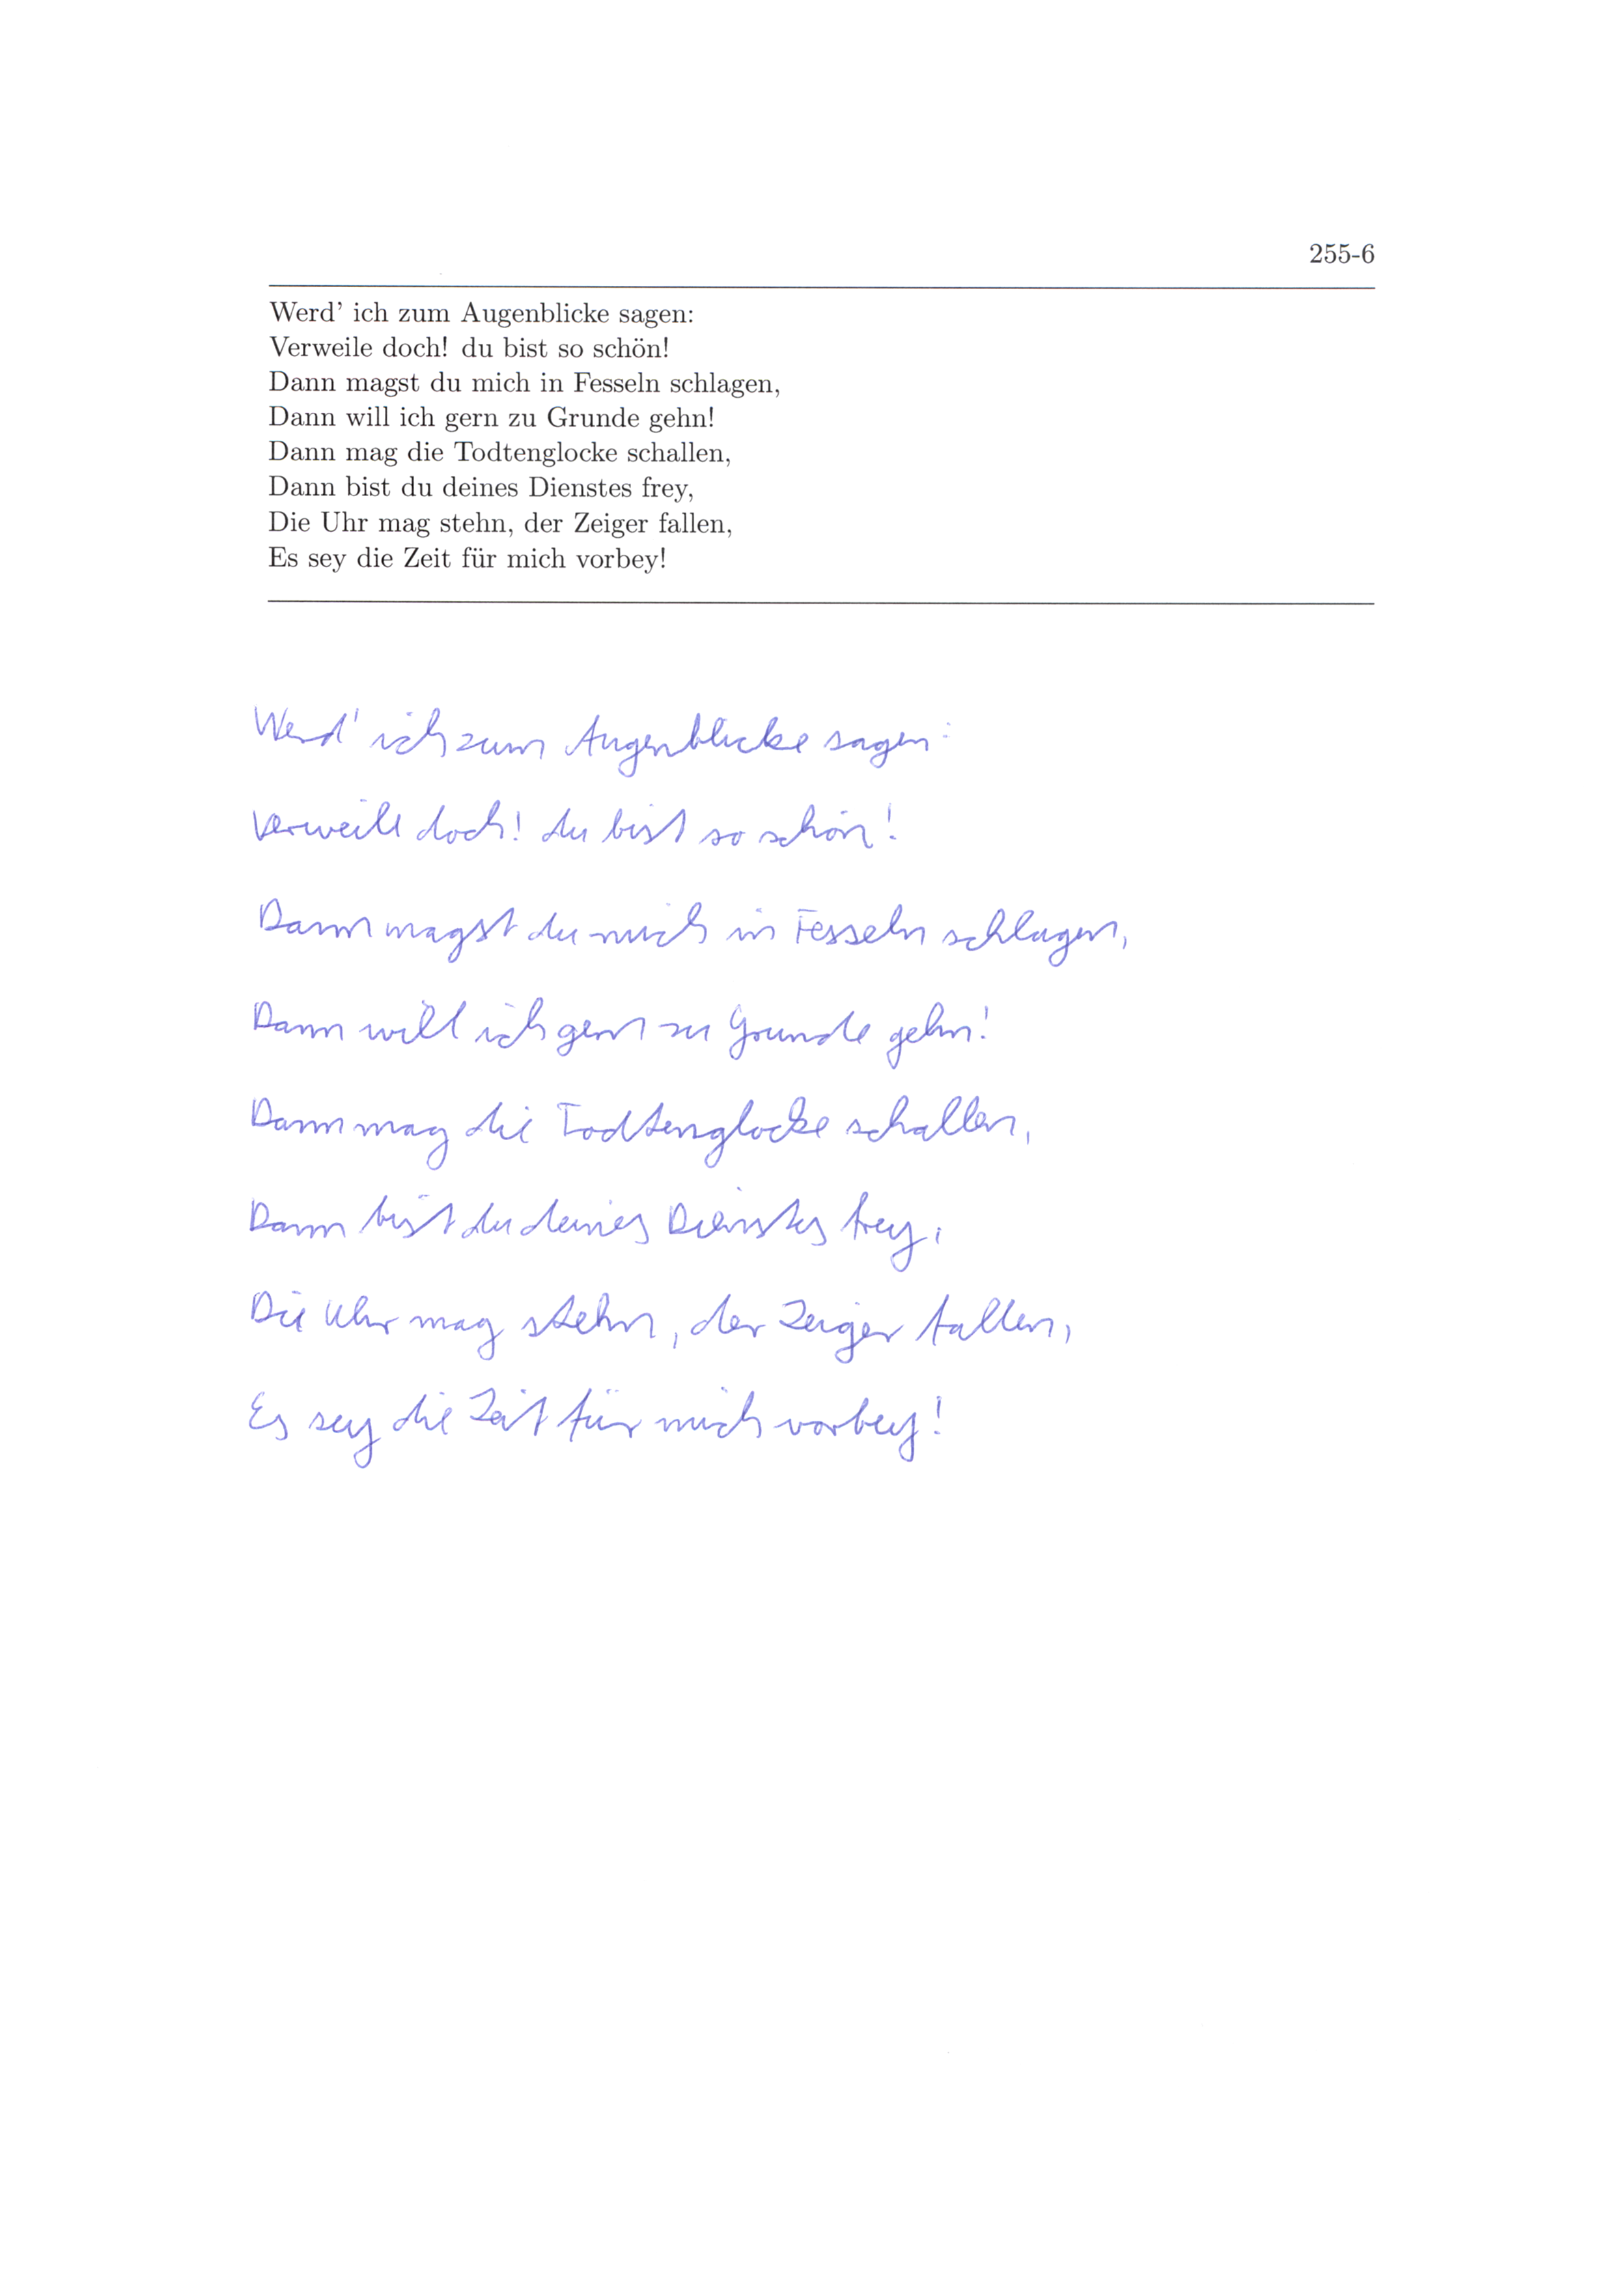 255-6
Werd' ich zum Augenblicke sagen:
Verweile doch! du bist so schön!
Dann magst du mich in Fesseln schlagen,
Dann will ich gern zu Grunde gehn!
Dann mag die Todtenglocke schallen,
Dann bist du deines Dienstes frey,
Die Uhr mag stehn, der Zeiger fallen,
Es sey die Zeit für mich vorbey!
Werd' ich zum Augenblicke sagen:
Verweile doch! du bist so schön!
Dann magst du mich in Fesseln schlagen,
Dann will ich gern zu Grunde gehn!
Dann mag die Todtenglocke schallen,
Dann bist du deines Dienstes frey,
Die Uhr mag stehn, der Zeiger fallen,
Es sey die Zeit für mich vorbey!